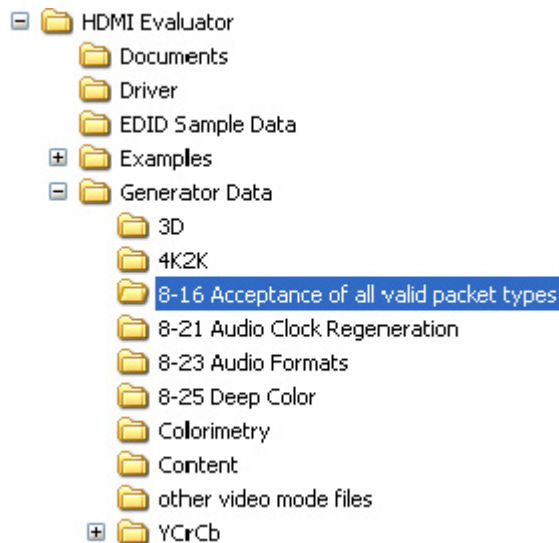 HDMI Evaluator
Documents
Driver
EDID Sample Data
Examples
Generator Data
3D
4K2K
8-16 Acceptance of all valid packet types
8-21 Audio Clock Regeneration
8-23 Audio Formats
8-25 Deep Color
Colorimetry
Content
other video mode files
YCrCb